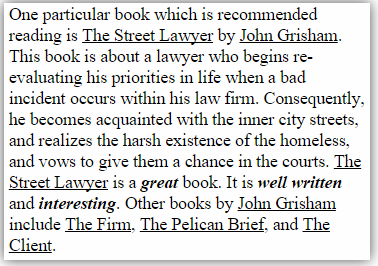 One particular book which is recommended
reading is The Street Lawyer by John Grisham.
This book is about a lawyer who begins re-
evaluating his priorities in life when a bad
incident occurs within his law firm. Consequently,
he becomes acquainted with the inner city streets,
and realizes the harsh existence of the homeless,
and vows to give them a chance in the courts. The
Street Lawyer is a great book. It is well written
and interesting. Other books by John Grisham
include The Firm, The Pelican Brief, and The
Client.